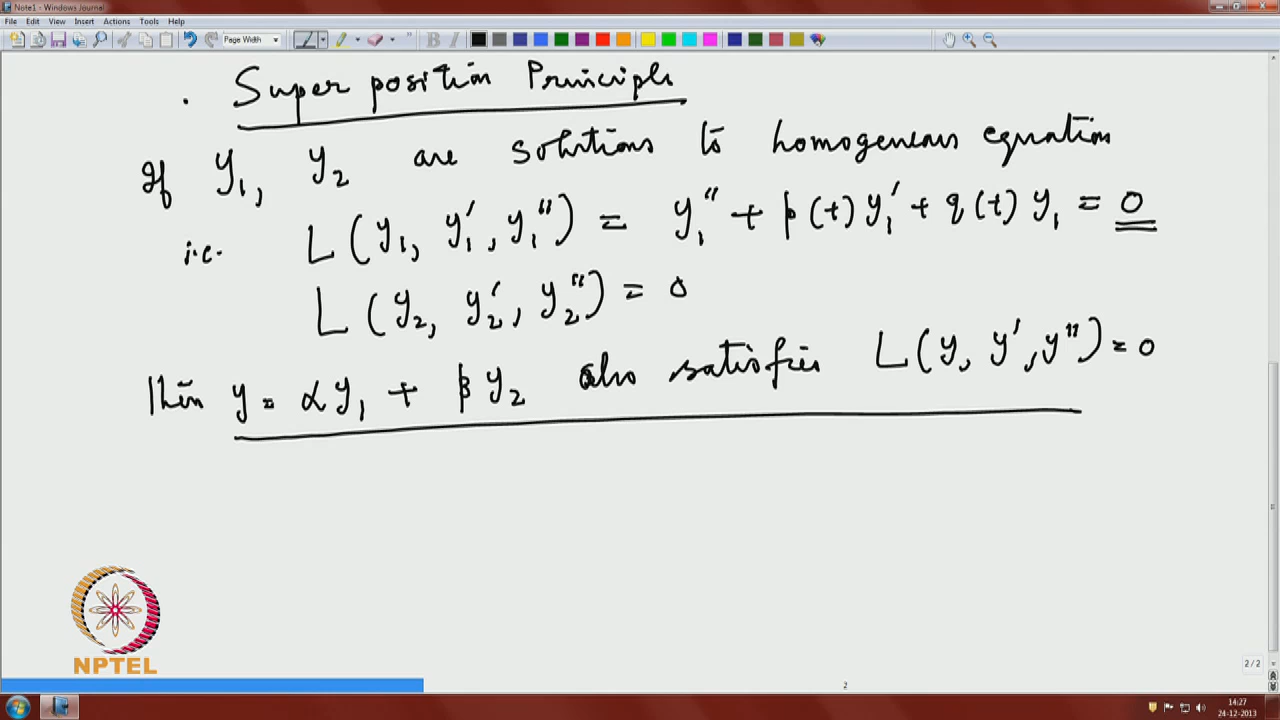 Note1 - Windows Journal
File Edit View Insert Actions Tools Help
Page Width
. Super position Principle
If y₁, y₂ are solutions to homogeneous equation
i.e. L(y₁, y₁′, y₁″) = y₁″ + p(t) y₁′ + q(t) y₁ = 0
L(y₂, y₂′, y₂″) = 0
Then y = αy₁ + βy₂ also satisfies L(y, y′, y″) = 0
NPTEL
2/2
2
14:27
24-12-2013